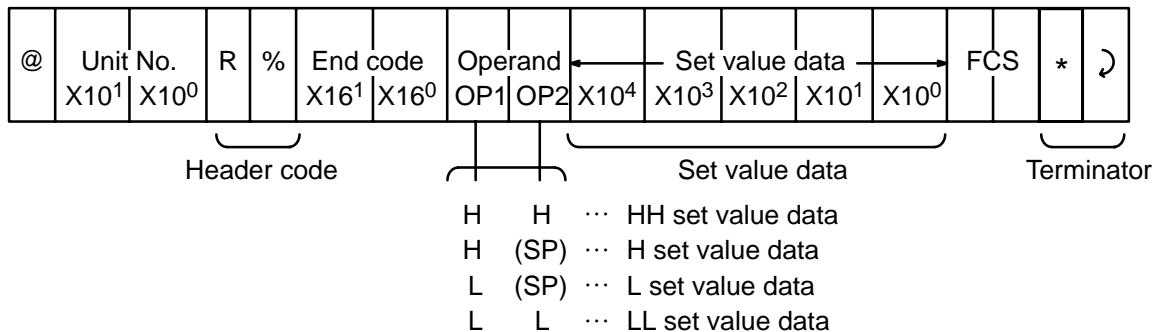 @ Unit No. R % End code Operand Set value data FCS * ⤸
X10¹ X10⁰ X16¹ X16⁰ OP1 OP2 X10⁴ X10³ X10² X10¹ X10⁰
Header code Set value data Terminator
H H ··· HH set value data
H (SP) ··· H set value data
L (SP) ··· L set value data
L L ··· LL set value data